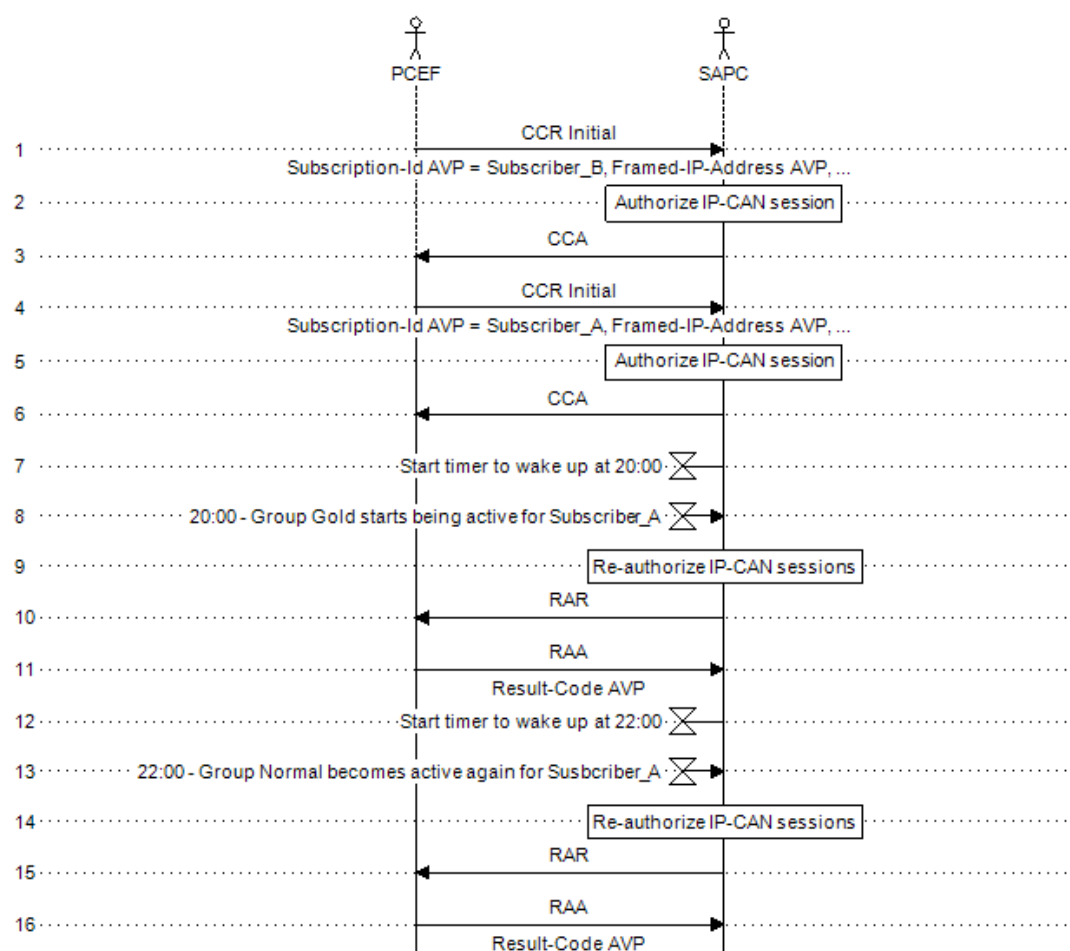 PCEF SAPC
CCR Initial
1
Subscription-Id AVP = Subscriber_B, Framed-IP-Address AVP, ...
2 Authorize IP-CAN session
CCA
3
CCR Initial
4
Subscription-Id AVP = Subscriber_A, Framed-IP-Address AVP, ...
5 Authorize IP-CAN session
CCA
6
7 Start timer to wake up at 20:00
8 20:00 - Group Gold starts being active for Subscriber_A
9 Re-authorize IP-CAN sessions
RAR
10
RAA
11
Result-Code AVP
12 Start timer to wake up at 22:00
13 22:00 - Group Normal becomes active again for Susbcriber_A
14 Re-authorize IP-CAN sessions
RAR
15
RAA
16
Result-Code AVP